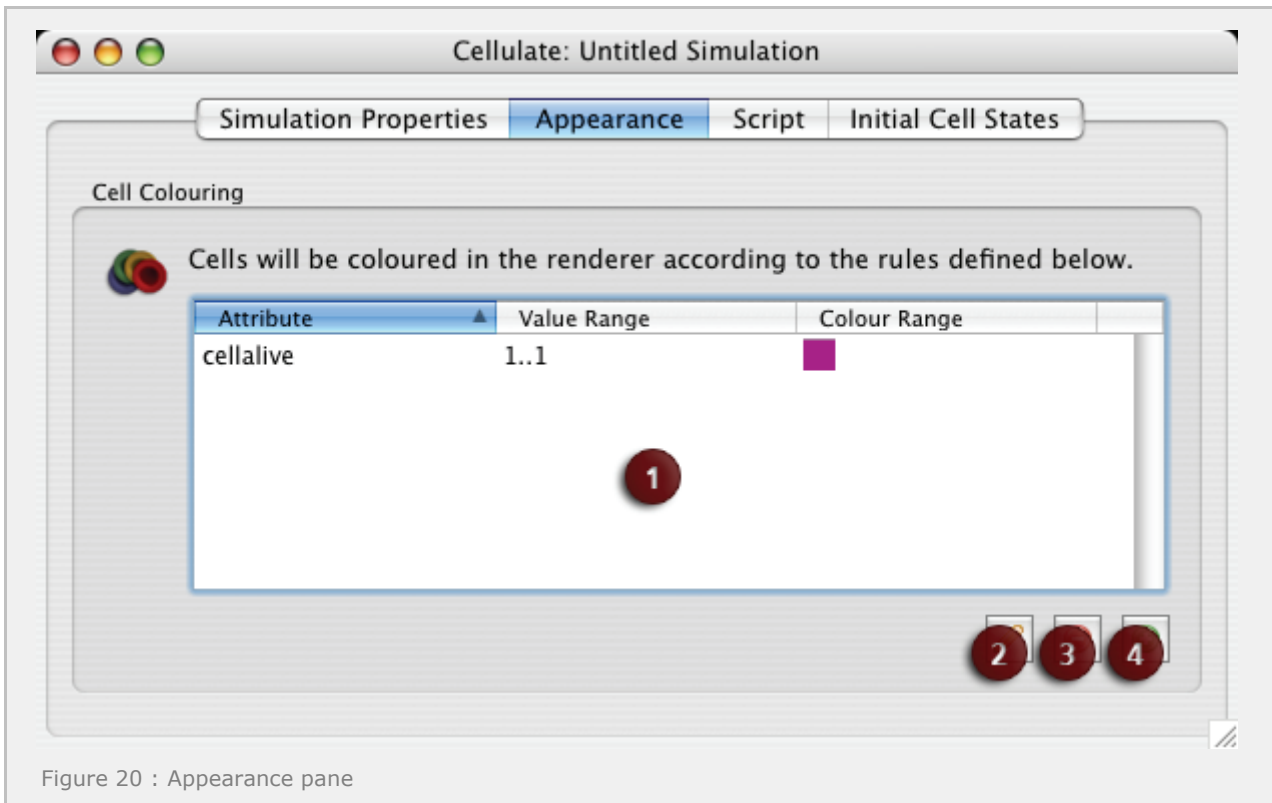 Cellulate: Untitled Simulation
Simulation Properties Appearance Script Initial Cell States
Cell Colouring
Cells will be coloured in the renderer according to the rules defined below.
Attribute Value Range Colour Range
cellalive 1..1
1
2 3 4
Figure 20 : Appearance pane